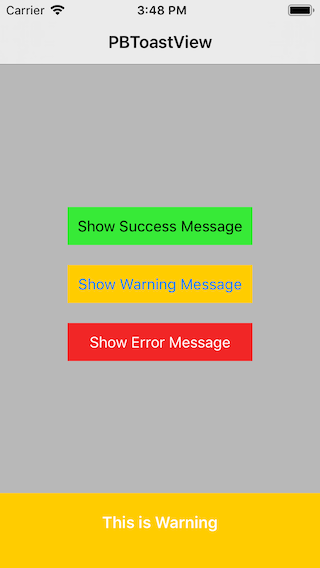 Carrier 3:48 PM
PBToastView
Show Success Message
Show Warning Message
Show Error Message
This is Warning